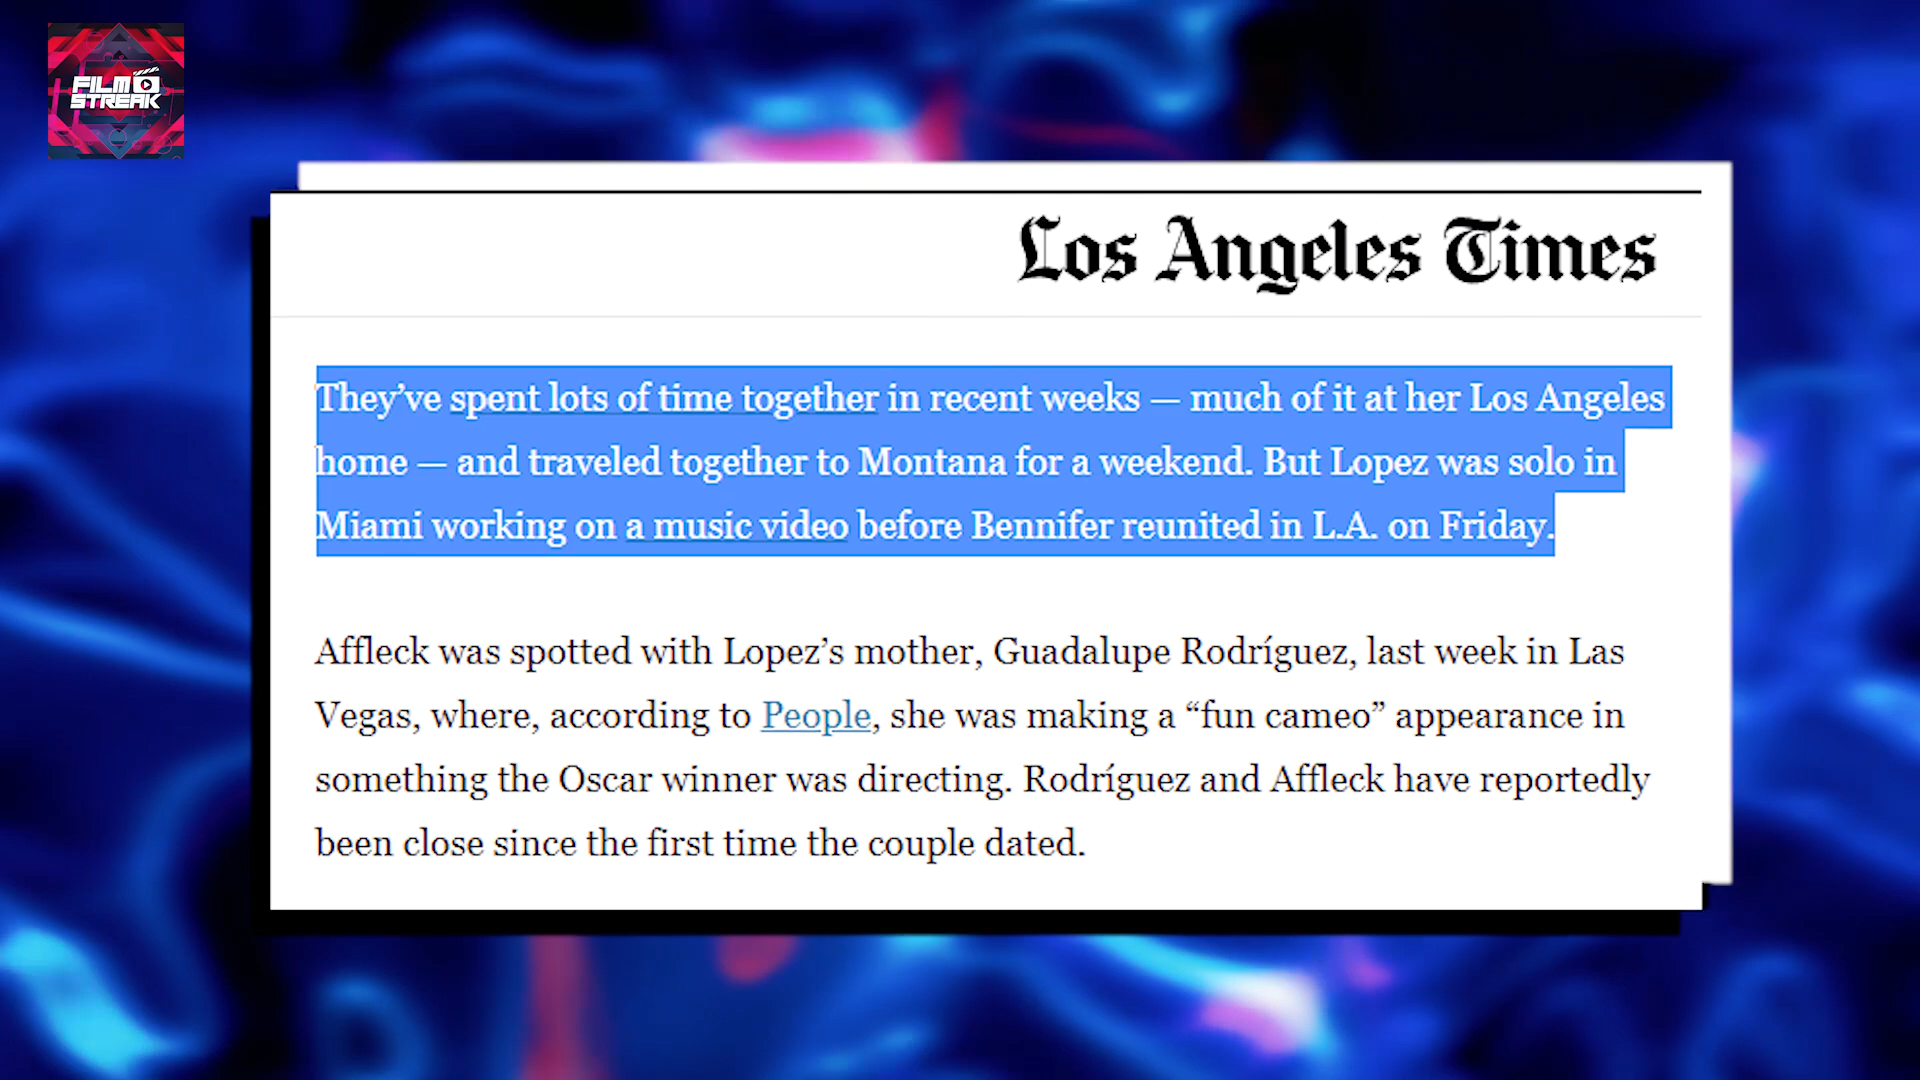 FILM
STREAK
Los Angeles Times
They’ve spent lots of time together in recent weeks — much of it at her Los Angeles
home — and traveled together to Montana for a weekend. But Lopez was solo in
Miami working on a music video before Bennifer reunited in L.A. on Friday.
Affleck was spotted with Lopez’s mother, Guadalupe Rodríguez, last week in Las
Vegas, where, according to People, she was making a “fun cameo” appearance in
something the Oscar winner was directing. Rodríguez and Affleck have reportedly
been close since the first time the couple dated.